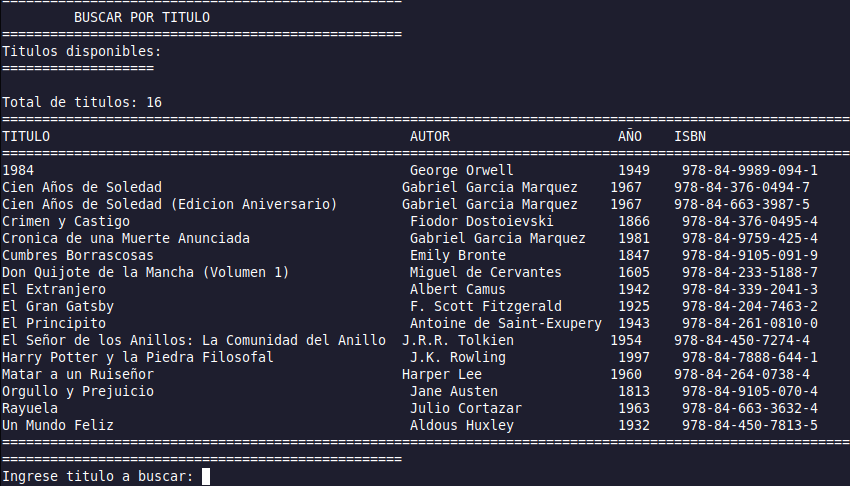 ==================================================
         BUSCAR POR TITULO
==================================================
Titulos disponibles:
===================
Total de titulos: 16
==========================================================================================================
TITULO                                             AUTOR                     AÑO    ISBN
==========================================================================================================
1984                                               George Orwell             1949    978-84-9989-094-1
Cien Años de Soledad                              Gabriel Garcia Marquez    1967    978-84-376-0494-7
Cien Años de Soledad (Edicion Aniversario)        Gabriel Garcia Marquez    1967    978-84-663-3987-5
Crimen y Castigo                                   Fiodor Dostoievski        1866    978-84-376-0495-4
Cronica de una Muerte Anunciada                    Gabriel Garcia Marquez    1981    978-84-9759-425-4
Cumbres Borrascosas                                Emily Bronte              1847    978-84-9105-091-9
Don Quijote de la Mancha (Volumen 1)               Miguel de Cervantes       1605    978-84-233-5188-7
El Extranjero                                      Albert Camus              1942    978-84-339-2041-3
El Gran Gatsby                                     F. Scott Fitzgerald       1925    978-84-204-7463-2
El Principito                                      Antoine de Saint-Exupery  1943    978-84-261-0810-0
El Señor de los Anillos: La Comunidad del Anillo  J.R.R. Tolkien            1954    978-84-450-7274-4
Harry Potter y la Piedra Filosofal                 J.K. Rowling              1997    978-84-7888-644-1
Matar a un Ruiseñor                               Harper Lee                1960    978-84-264-0738-4
Orgullo y Prejuicio                                Jane Austen               1813    978-84-9105-070-4
Rayuela                                            Julio Cortazar            1963    978-84-663-3632-4
Un Mundo Feliz                                     Aldous Huxley             1932    978-84-450-7813-5
==========================================================================================================
==================================================
Ingrese titulo a buscar: